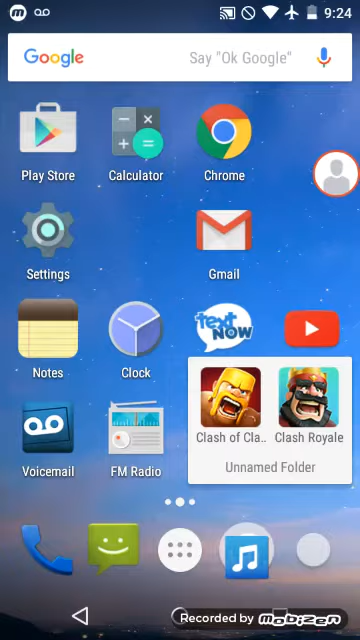 9:24
Google
Say "Ok Google"
Play Store
Calculator
Chrome
Settings
Gmail
text
NOW
Notes
Clock
Clash of Cla..
Clash Royale
Unnamed Folder
Voicemail
FM Radio
Recorded by mobizen